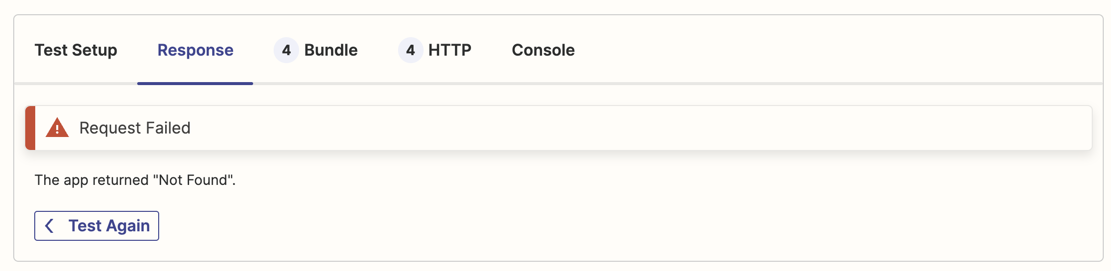 Test Setup Response 4 Bundle 4 HTTP Console
Request Failed
The app returned "Not Found".
Test Again